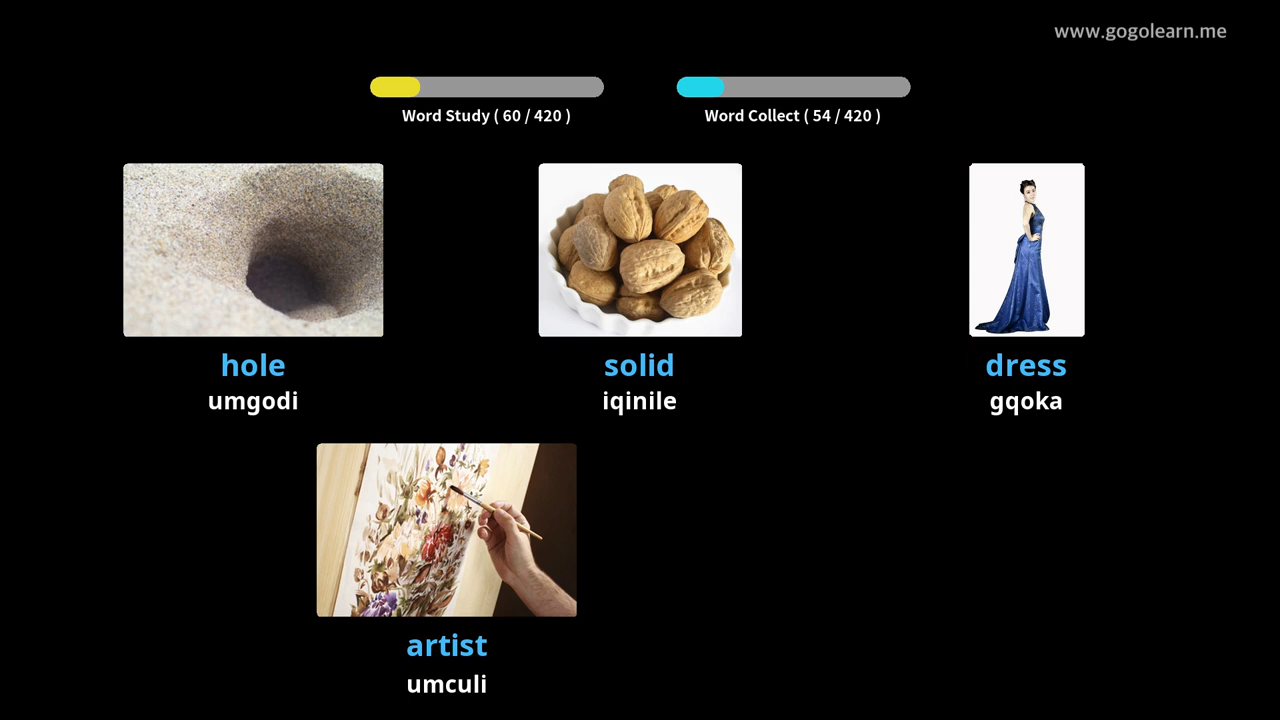 www.gogolearn.me
Word Study ( 60 / 420 )
Word Collect ( 54 / 420 )
hole
umgodi
solid
iqinile
dress
gqoka
artist
umculi